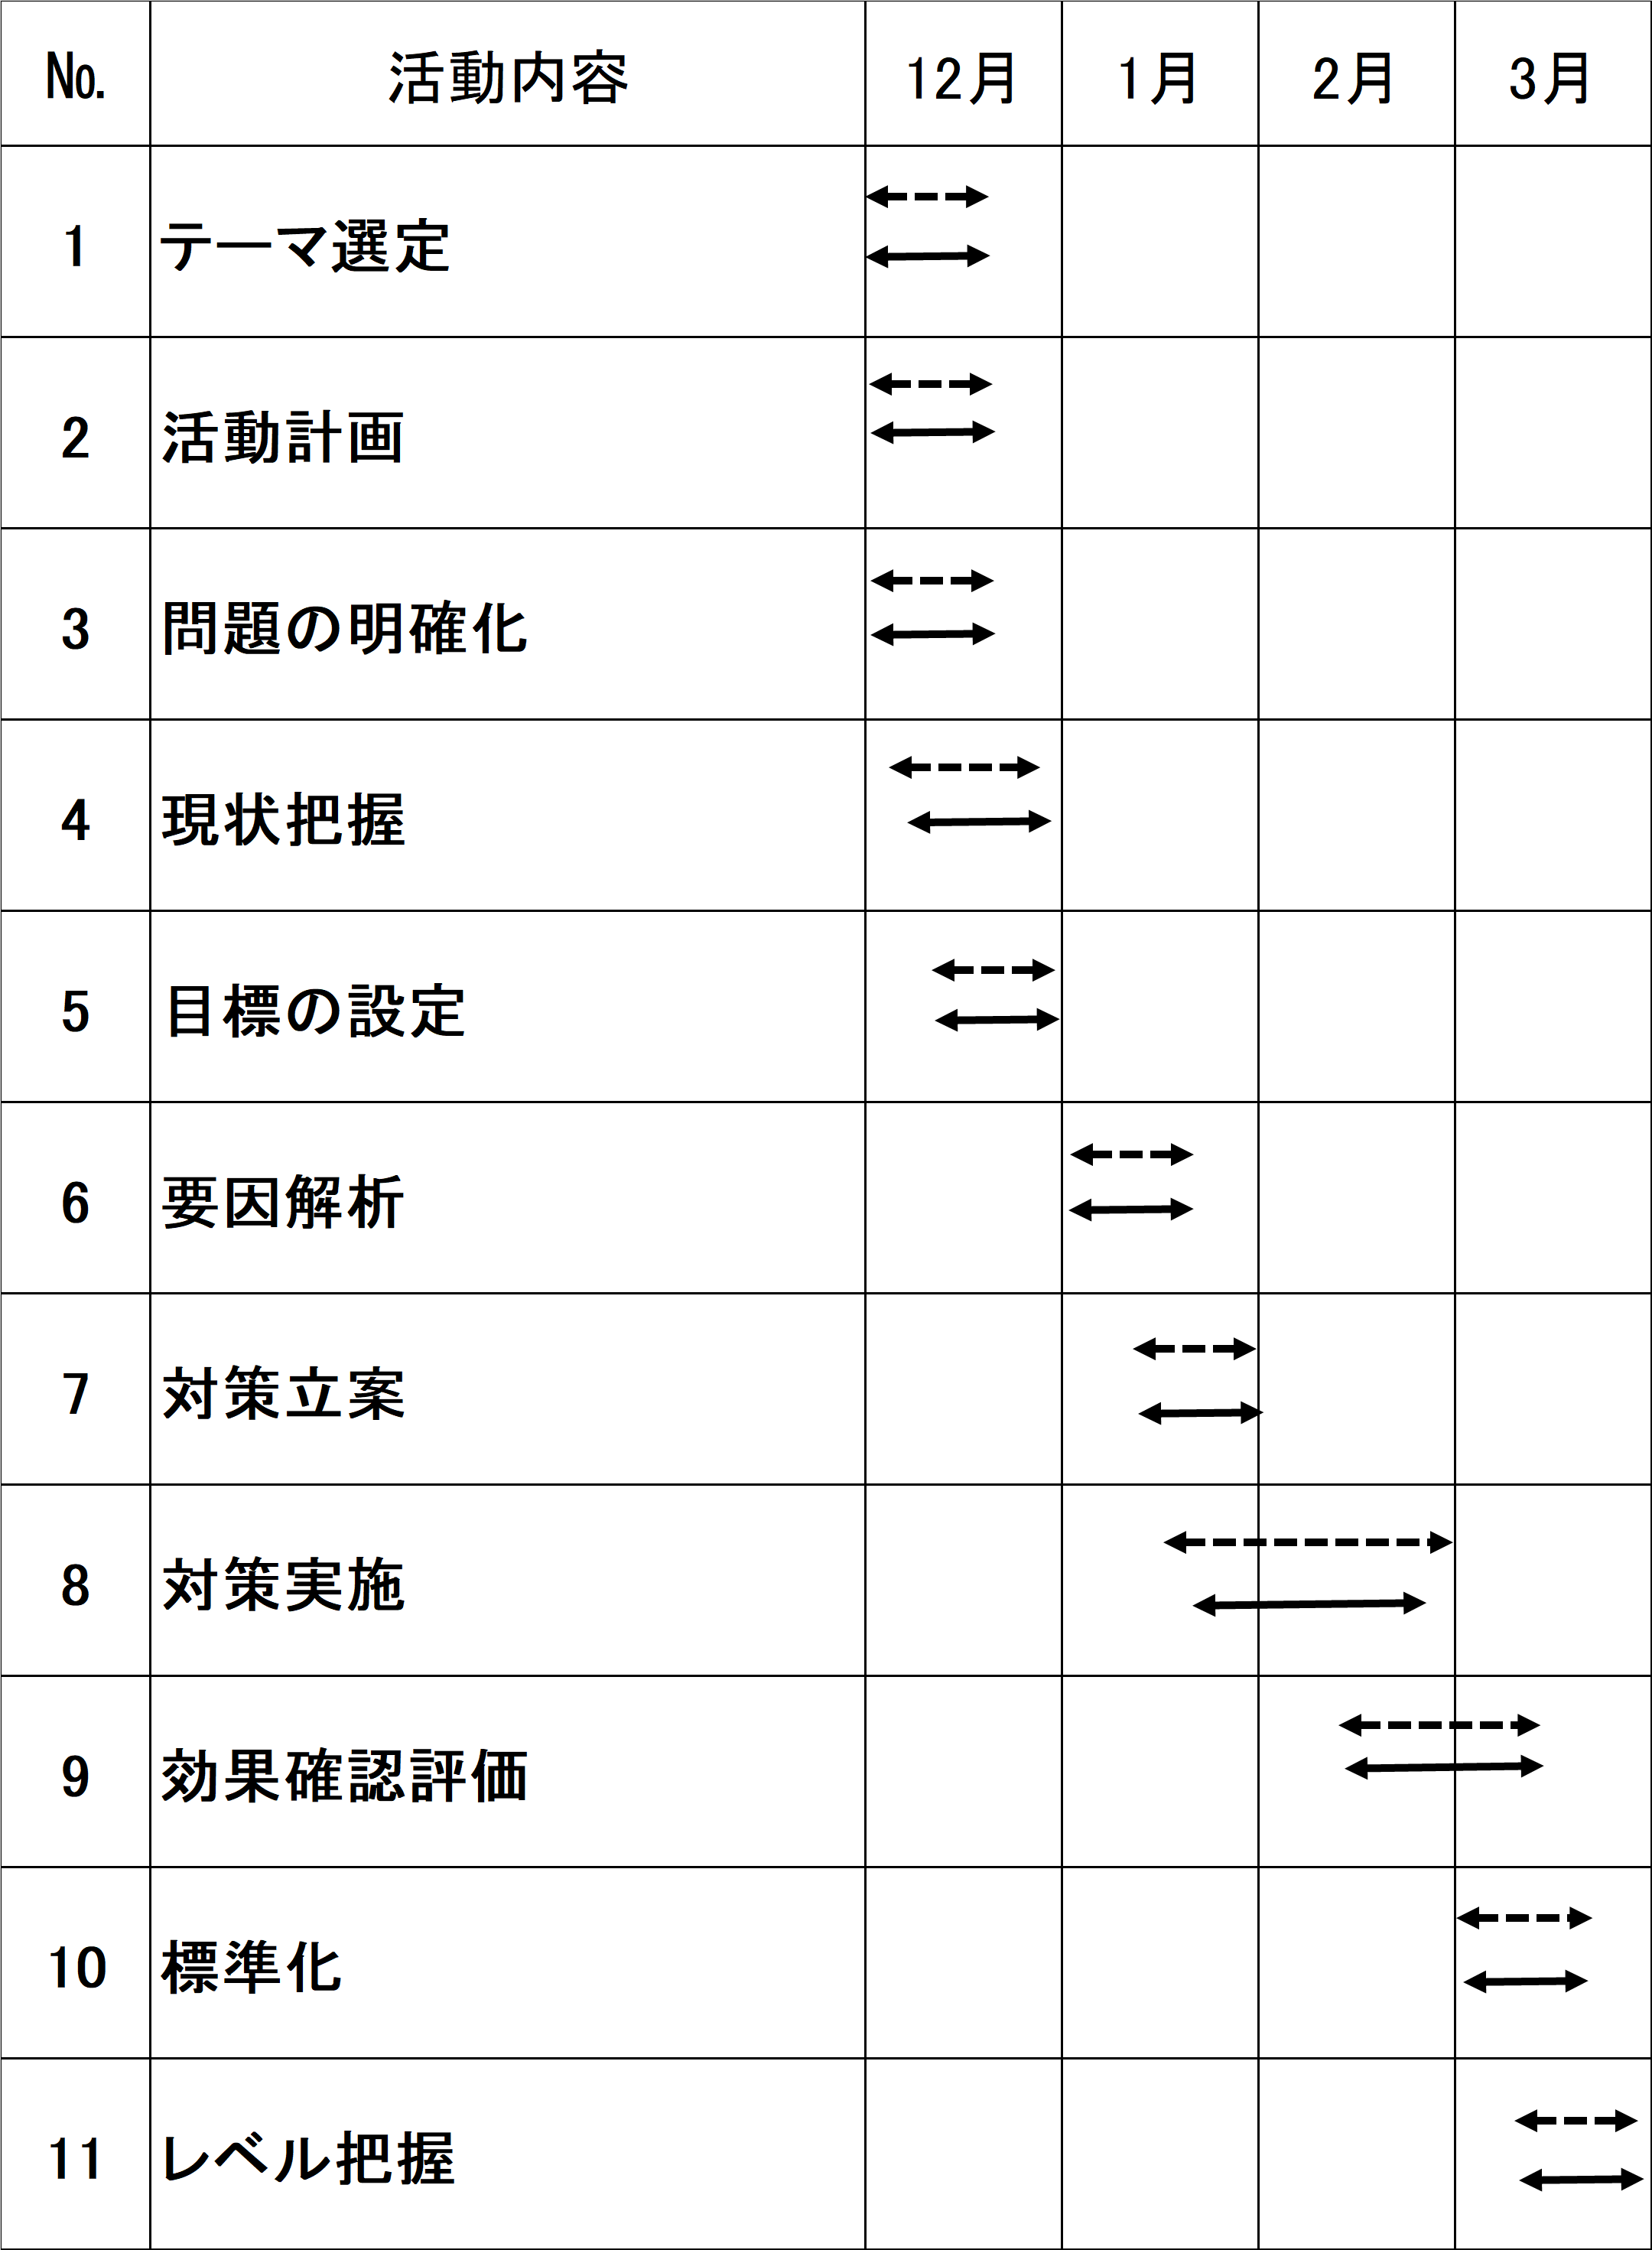 №. 活動内容 12月 1月 2月 3月
1 テーマ選定
2 活動計画
3 問題の明確化
4 現状把握
5 目標の設定
6 要因解析
7 対策立案
8 対策実施
9 効果確認評価
10 標準化
11 レベル把握